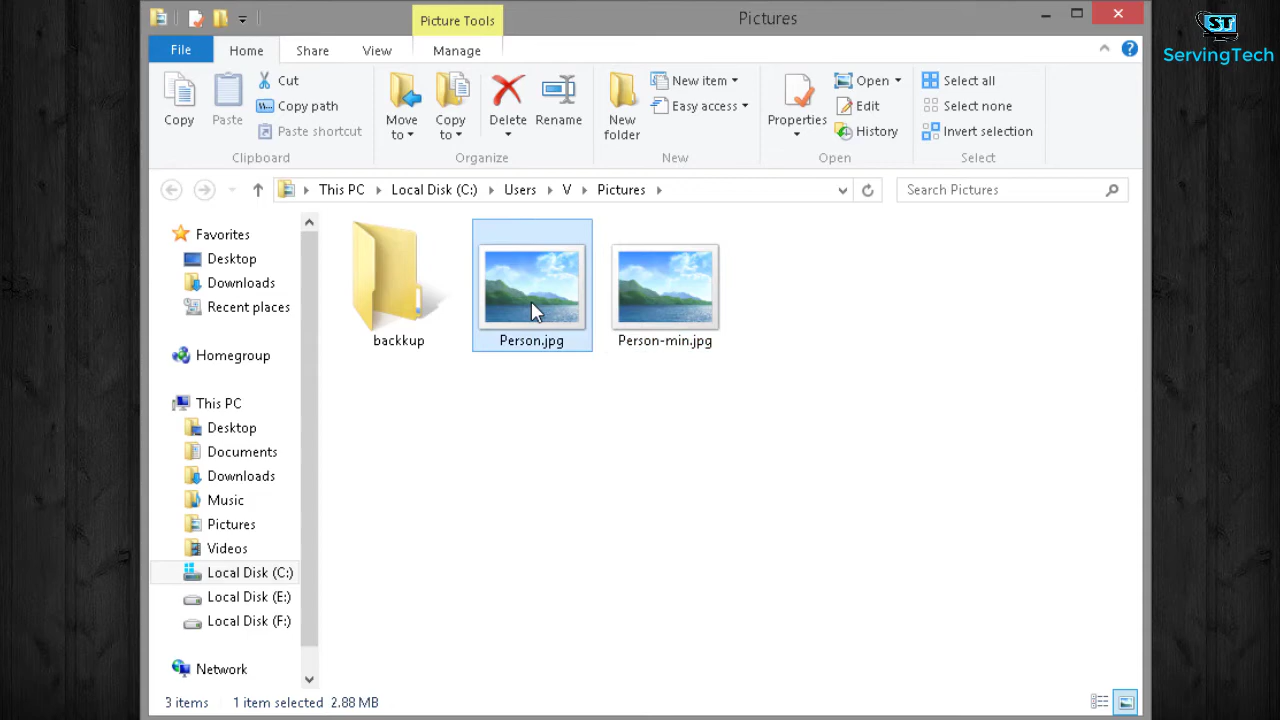 Picture Tools
Pictures
ST
ServingTech
File
Home
Share
View
Manage
Copy
Paste
Cut
Copy path
Paste shortcut
Clipboard
Move to
Copy to
Delete
Rename
Organize
New folder
New item
Easy access
New
Properties
Open
Edit
History
Open
Select all
Select none
Invert selection
Select
This PC
Local Disk (C:)
Users
V
Pictures
Search Pictures
Favorites
Desktop
Downloads
Recent places
Homegroup
This PC
Desktop
Documents
Downloads
Music
Pictures
Videos
Local Disk (C:)
Local Disk (E:)
Local Disk (F:)
Network
backkup
Person.jpg
Person-min.jpg
3 items
1 item selected 2.88 MB